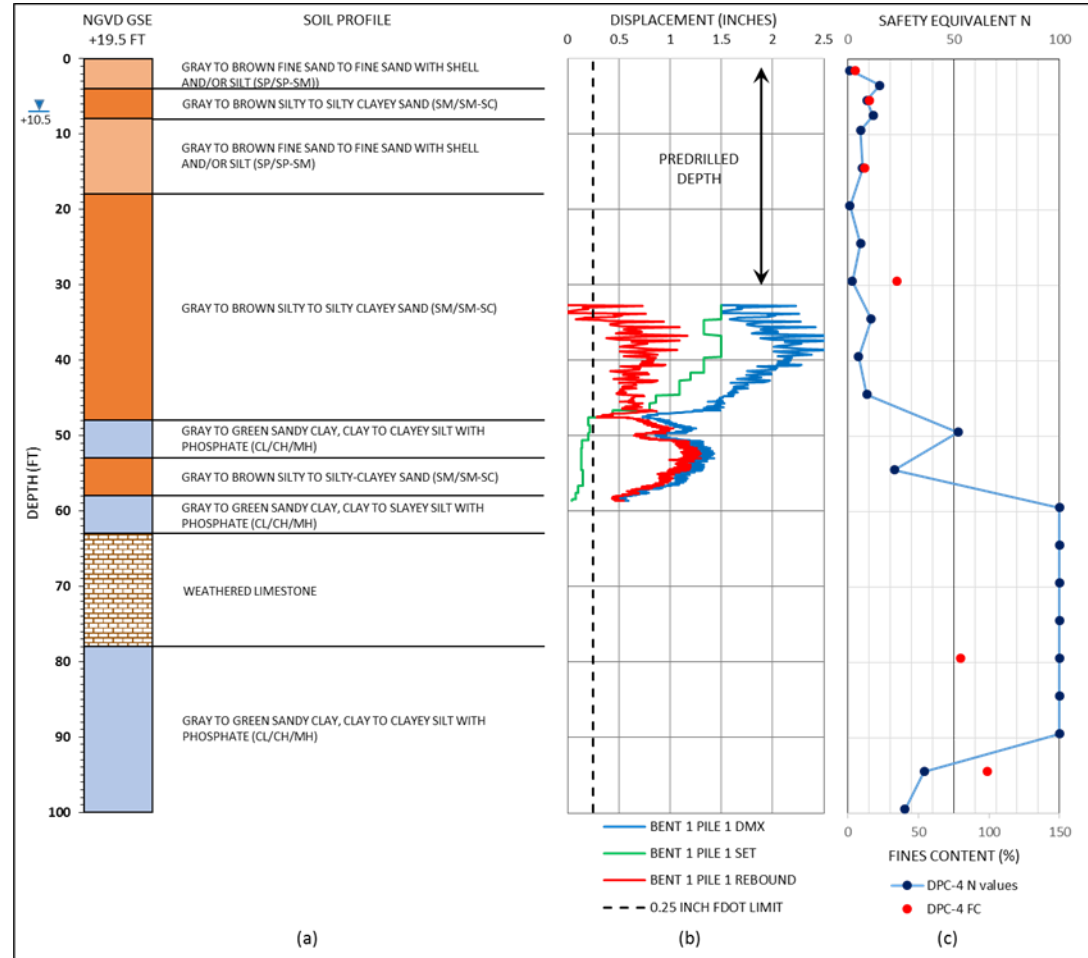 NGVD GSE
+19.5 FT
SOIL PROFILE
DISPLACEMENT (INCHES)
SAFETY EQUIVALENT N
0 0.5 1 1.5 2 2.5
0 50 100
0
10
20
30
40
50
60
70
80
90
100
DEPTH (FT)
+10.5
GRAY TO BROWN FINE SAND TO FINE SAND WITH SHELL
AND/OR SILT (SP/SP-SM))
GRAY TO BROWN SILTY TO SILTY CLAYEY SAND (SM/SM-SC)
GRAY TO BROWN FINE SAND TO FINE SAND WITH SHELL
AND/OR SILT (SP/SP-SM)
GRAY TO BROWN SILTY TO SILTY CLAYEY SAND (SM/SM-SC)
GRAY TO GREEN SANDY CLAY, CLAY TO CLAYEY SILT WITH
PHOSPHATE (CL/CH/MH)
GRAY TO BROWN SILTY TO SILTY-CLAYEY SAND (SM/SM-SC)
GRAY TO GREEN SANDY CLAY, CLAY TO SLAYEY SILT WITH
PHOSPHATE (CL/CH/MH)
WEATHERED LIMESTONE
GRAY TO GREEN SANDY CLAY, CLAY TO CLAYEY SILT WITH
PHOSPHATE (CL/CH/MH)
PREDRILLED
DEPTH
BENT 1 PILE 1 DMX
BENT 1 PILE 1 SET
BENT 1 PILE 1 REBOUND
0.25 INCH FDOT LIMIT
0 50 100 150
FINES CONTENT (%)
DPC-4 N values
DPC-4 FC
(a)
(b)
(c)